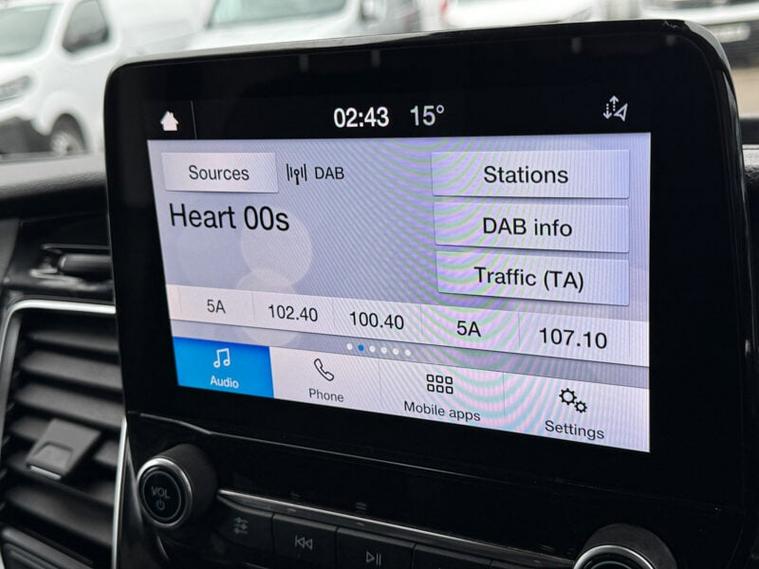 02:43 15°
Sources DAB Stations
Heart 00s
DAB info
Traffic (TA)
5A 102.40 100.40 5A 107.10
Audio Phone Mobile apps Settings
VOL